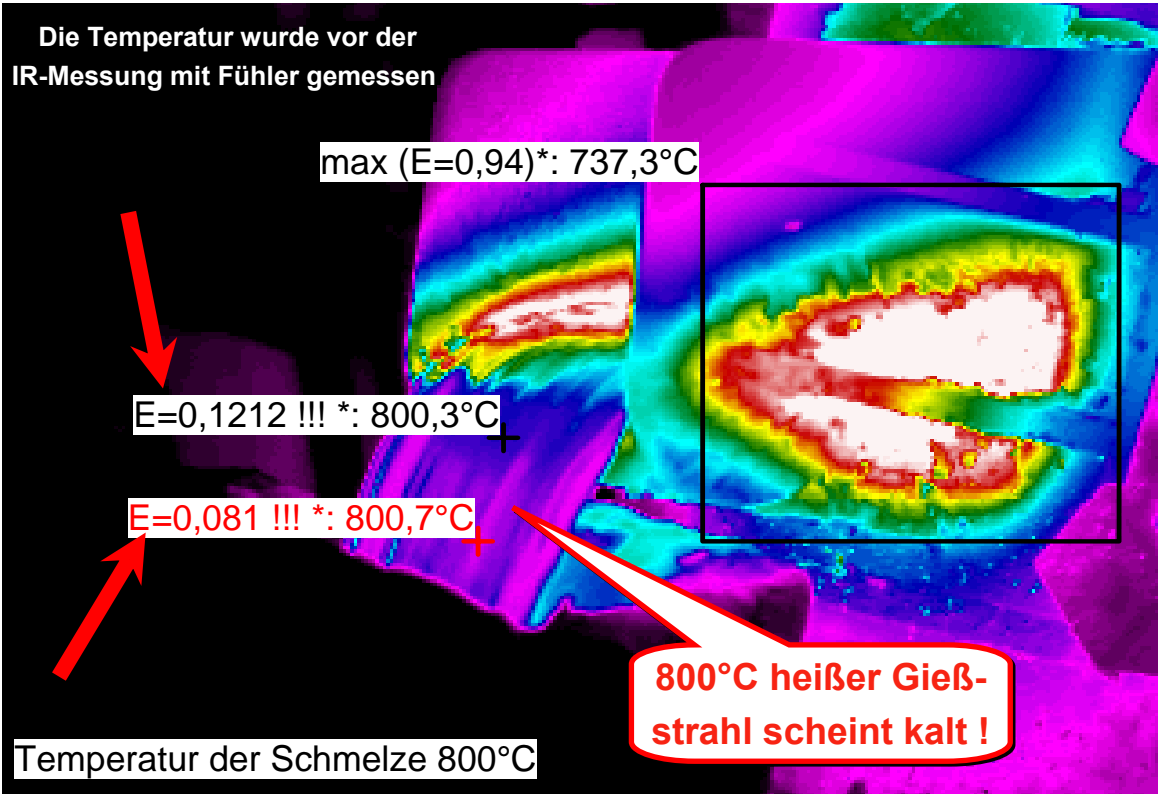 Die Temperatur wurde vor der
IR-Messung mit Fühler gemessen
max (E=0,94)*: 737,3°C
E=0,1212 !!! *: 800,3°C
E=0,081 !!! *: 800,7°C
800°C heißer Gieß-
strahl scheint kalt !
Temperatur der Schmelze 800°C